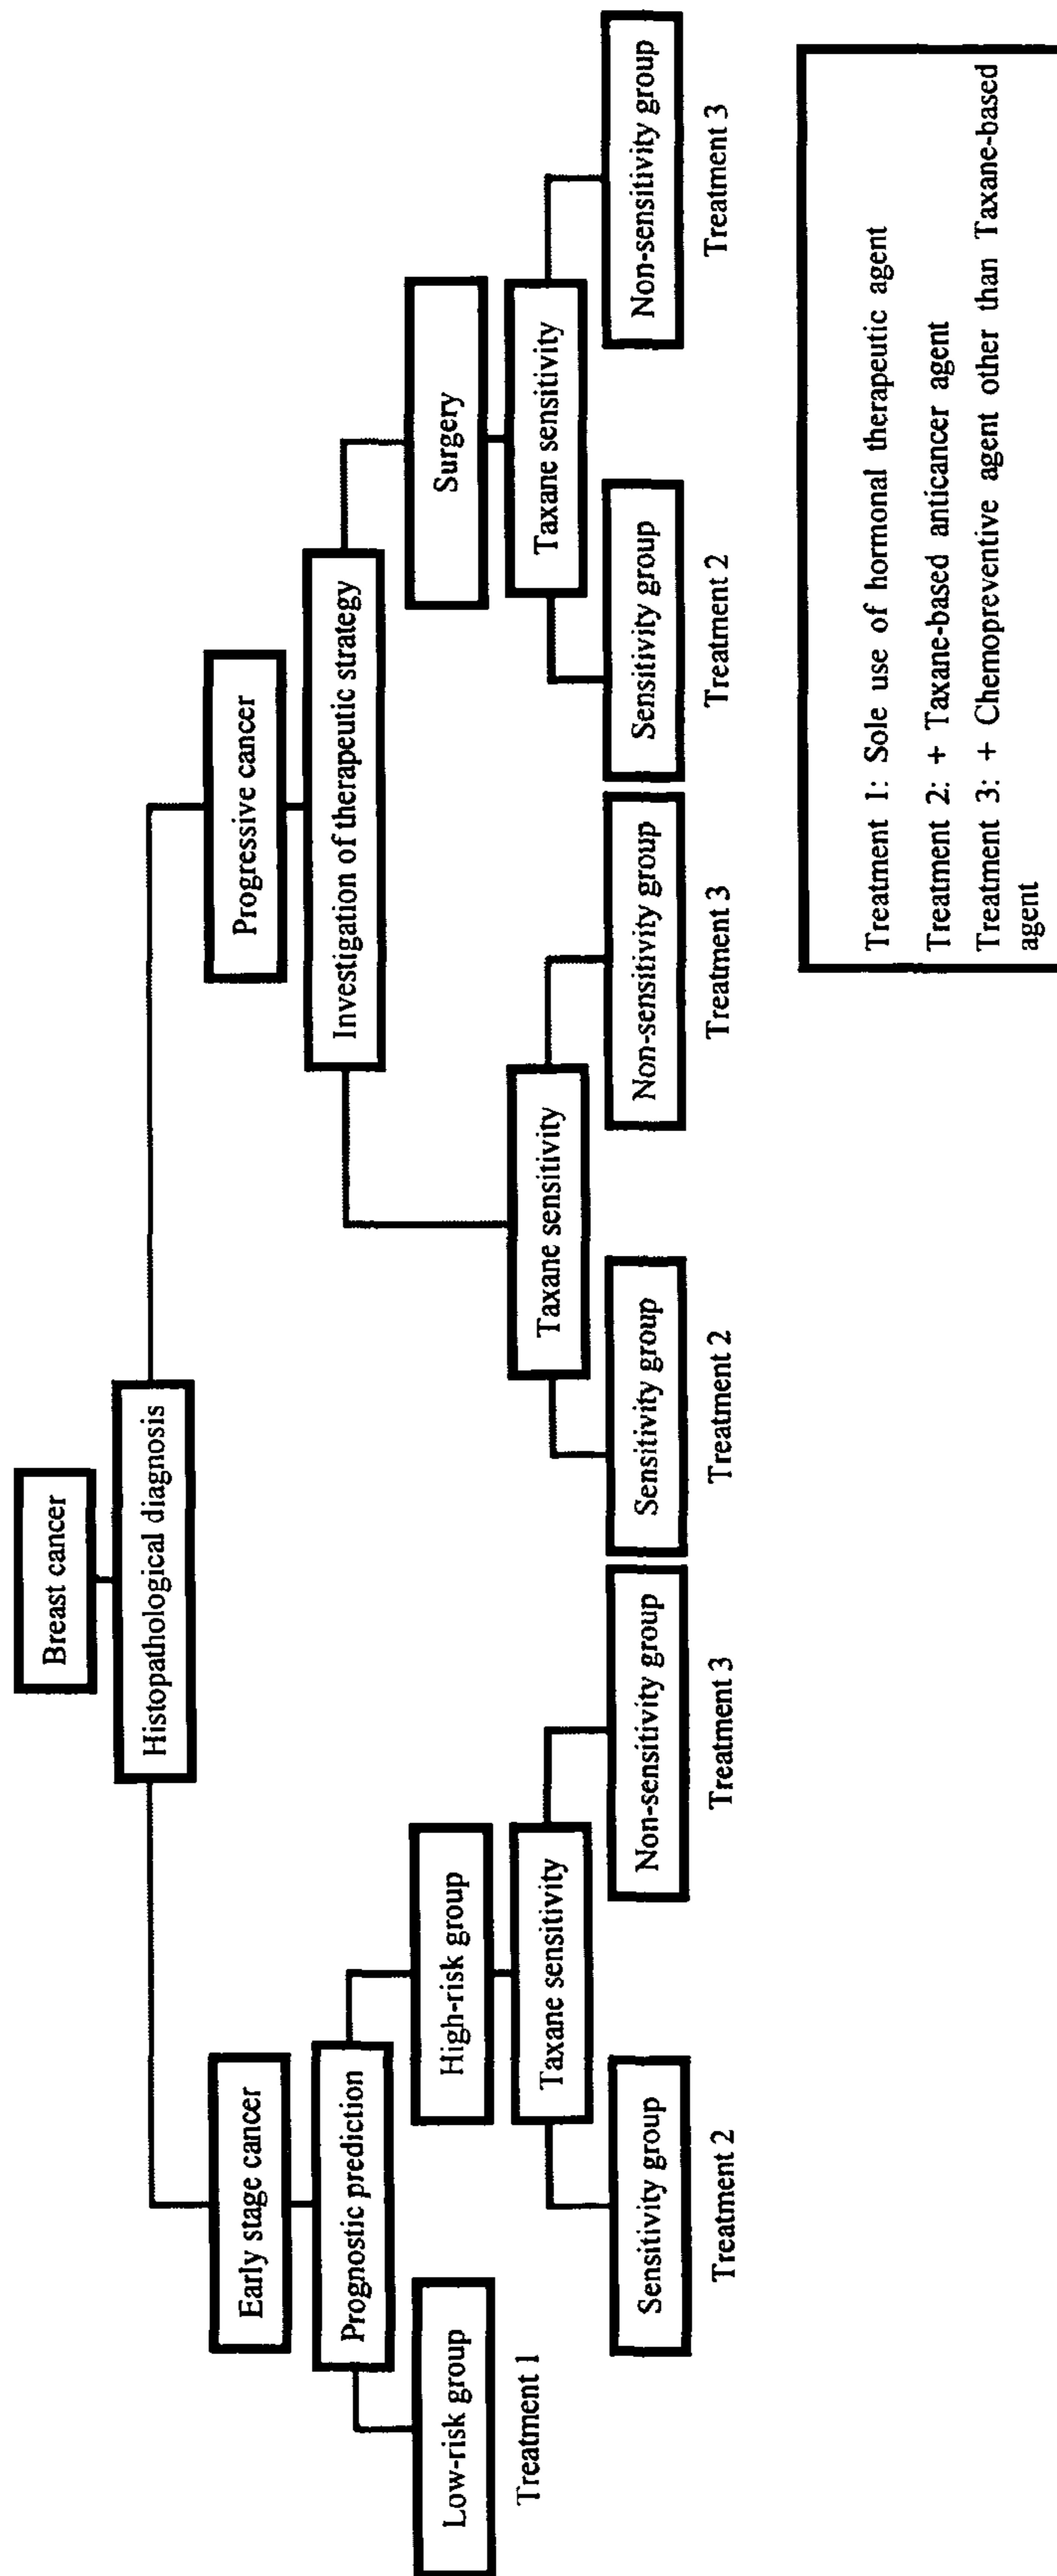 Breast cancer
Histopathological diagnosis
Early stage cancer
Progressive cancer
Prognostic prediction
Investigation of therapeutic strategy
Low-risk group
High-risk group
Surgery
Treatment 1
Taxane sensitivity
Taxane sensitivity
Taxane sensitivity
Sensitivity group
Non-sensitivity group
Sensitivity group
Non-sensitivity group
Sensitivity group
Non-sensitivity group
Treatment 2
Treatment 3
Treatment 2
Treatment 3
Treatment 2
Treatment 3
Treatment 1: Sole use of hormonal therapeutic agent
Treatment 2: + Taxane-based anticancer agent
Treatment 3: + Chemopreventive agent other than Taxane-based
agent